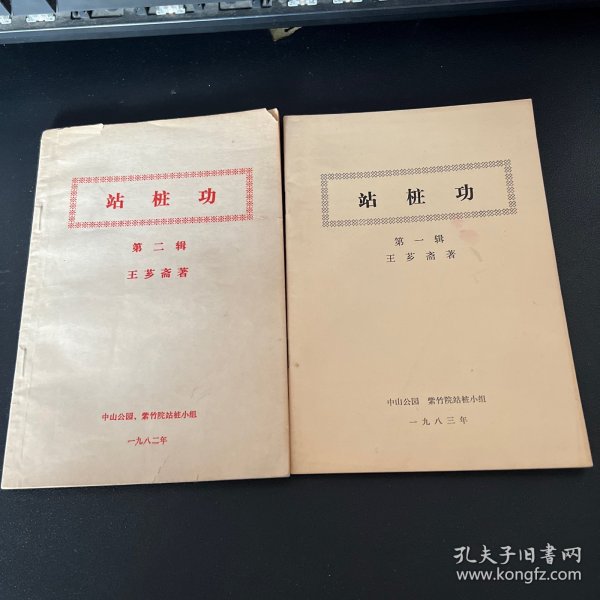 站桩功
第二辑
王芗斋著
中山公园、紫竹院站桩小组
一九八二年
站桩功
第一辑
王芗斋著
中山公园 紫竹院站桩小组
一九八三年
孔夫子旧书网
www.kongfz.com